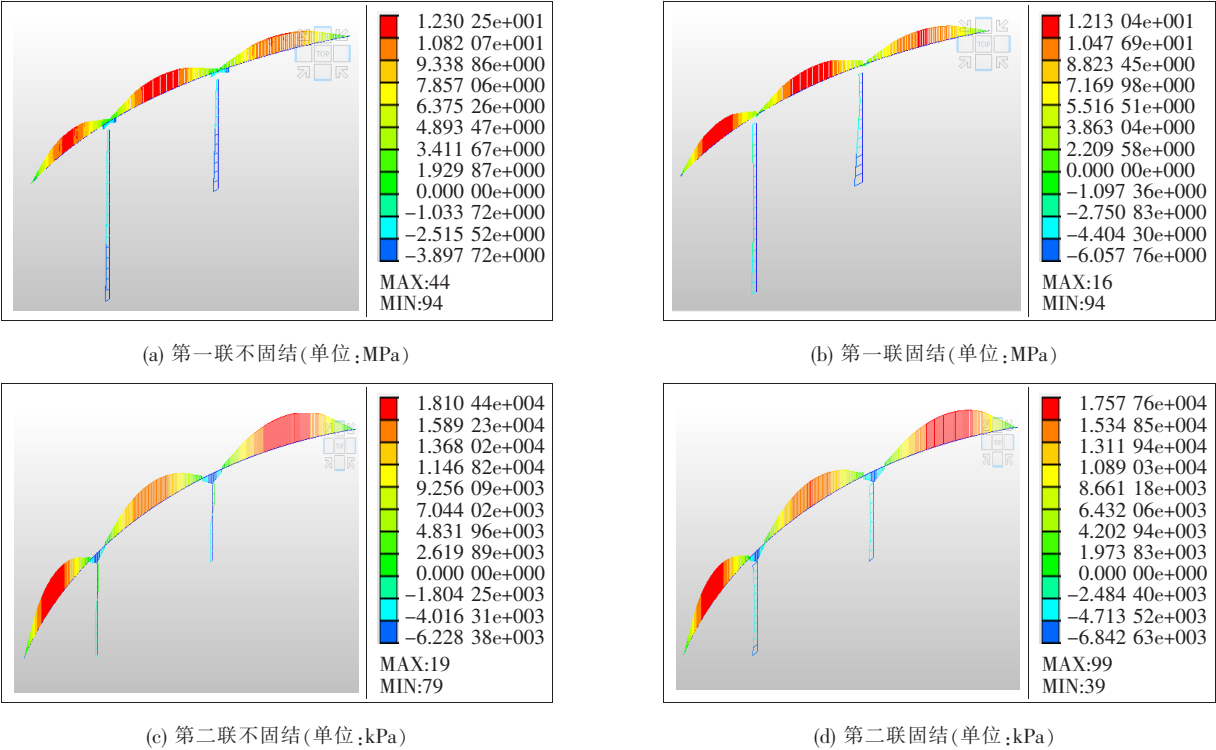 1.230 25e+001
1.082 07e+001
9.338 86e+000
7.857 06e+000
6.375 26e+000
4.893 47e+000
3.411 67e+000
1.929 87e+000
0.000 00e+000
−1.033 72e+000
−2.515 52e+000
−3.897 72e+000
MAX:44
MIN:94
TOP
(a) 第一联不固结(单位:MPa)
1.213 04e+001
1.047 69e+001
8.823 45e+000
7.169 98e+000
5.516 51e+000
3.863 04e+000
2.209 58e+000
0.000 00e+000
−1.097 36e+000
−2.750 83e+000
−4.404 30e+000
−6.057 76e+000
MAX:16
MIN:94
TOP
(b) 第一联固结(单位:MPa)
1.810 44e+004
1.589 23e+004
1.368 02e+004
1.146 82e+004
9.256 09e+003
7.044 02e+003
4.831 96e+003
2.619 89e+003
0.000 00e+000
−1.804 25e+003
−4.016 31e+003
−6.228 38e+003
MAX:19
MIN:79
TOP
(c) 第二联不固结(单位:kPa)
1.757 76e+004
1.534 85e+004
1.311 94e+004
1.089 03e+004
8.661 18e+003
6.432 06e+003
4.202 94e+003
1.973 83e+003
0.000 00e+000
−2.484 40e+003
−4.713 52e+003
−6.842 63e+003
MAX:99
MIN:39
TOP
(d) 第二联固结(单位:kPa)